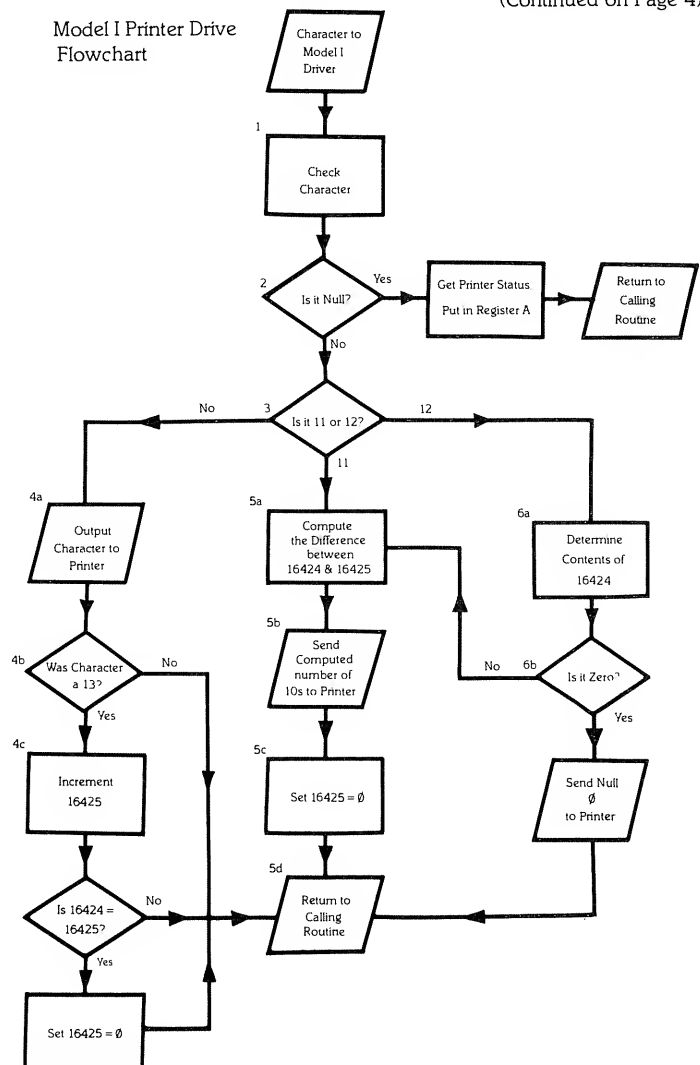 (Continued on Page 4)
Model I Printer Drive
Flowchart
Character to
Model I
Driver
1
Check
Character
2
Is it Null?
Yes
Get Printer Status
Put in Register A
Return to
Calling
Routine
No
3
Is it 11 or 12?
No
12
11
4a
Output
Character to
Printer
5a
Compute
the Difference
between
16424 & 16425
6a
Determine
Contents of
16424
4b
Was Character
a 13?
No
Yes
5b
Send
Computed
number of
10s to Printer
6b
Is it Zero?
No
Yes
4c
Increment
16425
5c
Set 16425 = Ø
Send Null
Ø
to Printer
Is 16424 =
16425?
No
Yes
5d
Return to
Calling
Routine
Set 16425 = Ø